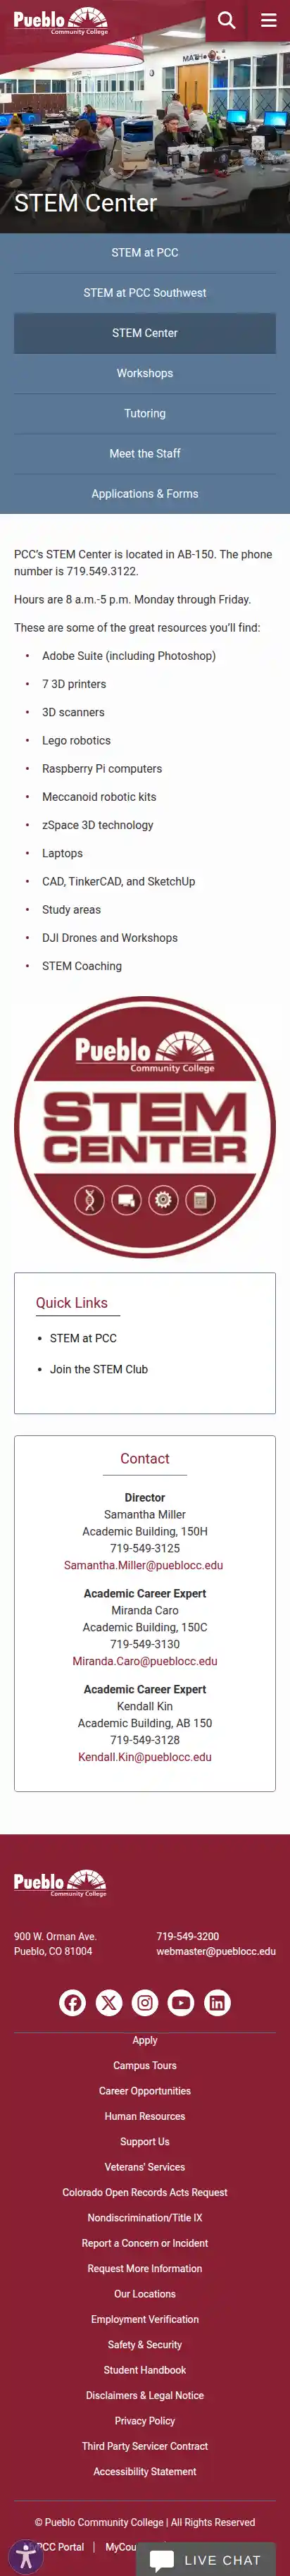 Pueblo
Community College
MATH
STEM Center
STEM at PCC
STEM at PCC Southwest
STEM Center
Workshops
Tutoring
Meet the Staff
Applications & Forms
PCC’s STEM Center is located in AB-150. The phone
number is 719.549.3122.
Hours are 8 a.m.-5 p.m. Monday through Friday.
These are some of the great resources you’ll find:
• Adobe Suite (including Photoshop)
• 7 3D printers
• 3D scanners
• Lego robotics
• Raspberry Pi computers
• Meccanoid robotic kits
• zSpace 3D technology
• Laptops
• CAD, TinkerCAD, and SketchUp
• Study areas
• DJI Drones and Workshops
• STEM Coaching
Pueblo
Community College
STEM
CENTER
Quick Links
• STEM at PCC
• Join the STEM Club
Contact
Director
Samantha Miller
Academic Building, 150H
719-549-3125
Samantha.Miller@pueblocc.edu
Academic Career Expert
Miranda Caro
Academic Building, 150C
719-549-3130
Miranda.Caro@pueblocc.edu
Academic Career Expert
Kendall Kin
Academic Building, AB 150
719-549-3128
Kendall.Kin@pueblocc.edu
Pueblo
Community College
900 W. Orman Ave.
Pueblo, CO 81004
719-549-3200
webmaster@pueblocc.edu
Apply
Campus Tours
Career Opportunities
Human Resources
Support Us
Veterans' Services
Colorado Open Records Acts Request
Nondiscrimination/Title IX
Report a Concern or Incident
Request More Information
Our Locations
Employment Verification
Safety & Security
Student Handbook
Disclaimers & Legal Notice
Privacy Policy
Third Party Servicer Contract
Accessibility Statement
© Pueblo Community College | All Rights Reserved
PCC Portal | MyCou
LIVE CHAT